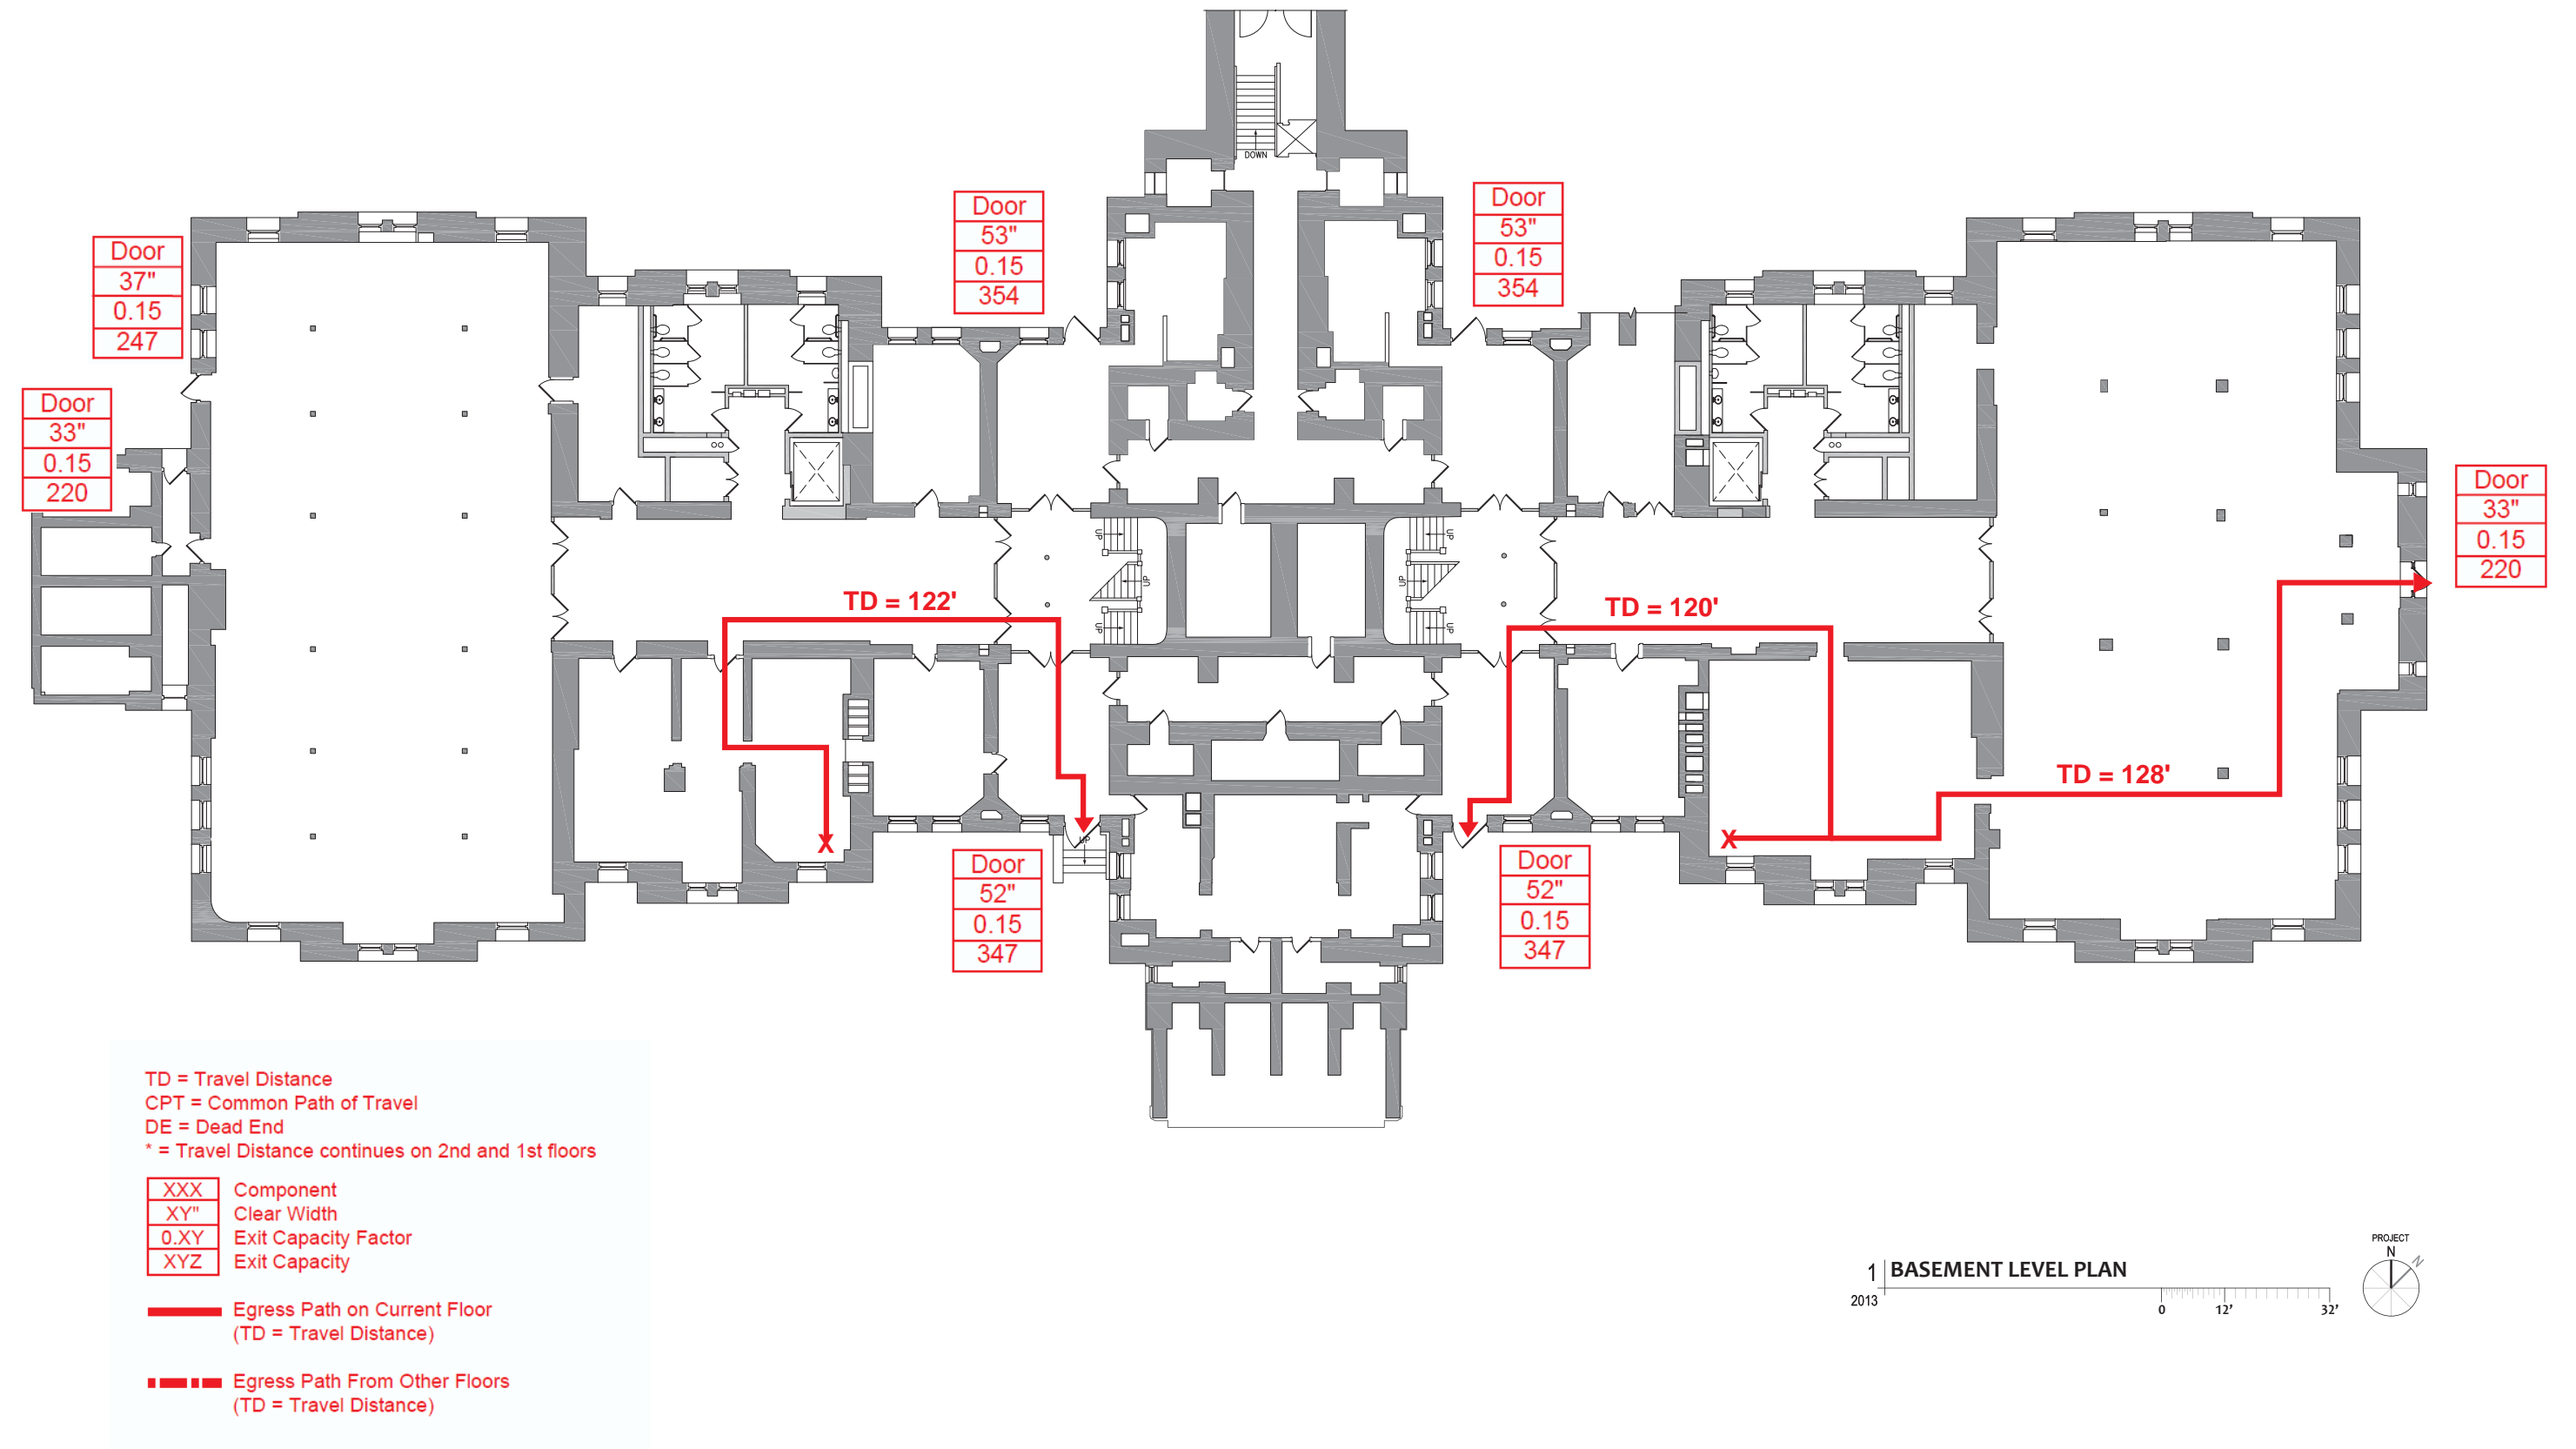 DOWN
Door
53"
0.15
354
Door
53"
0.15
354
Door
37"
0.15
247
Door
33"
0.15
220
Door
33"
0.15
220
UP
UP
UP
UP
UP
UP
TD = 122'
TD = 120'
TD = 128'
X
X
UP
Door
52"
0.15
347
Door
52"
0.15
347
TD = Travel Distance
CPT = Common Path of Travel
DE = Dead End
* = Travel Distance continues on 2nd and 1st floors
XXX Component
XY" Clear Width
0.XY Exit Capacity Factor
XYZ Exit Capacity
Egress Path on Current Floor
(TD = Travel Distance)
Egress Path From Other Floors
(TD = Travel Distance)
1 BASEMENT LEVEL PLAN
2013
0 12' 32'
PROJECT
N
N